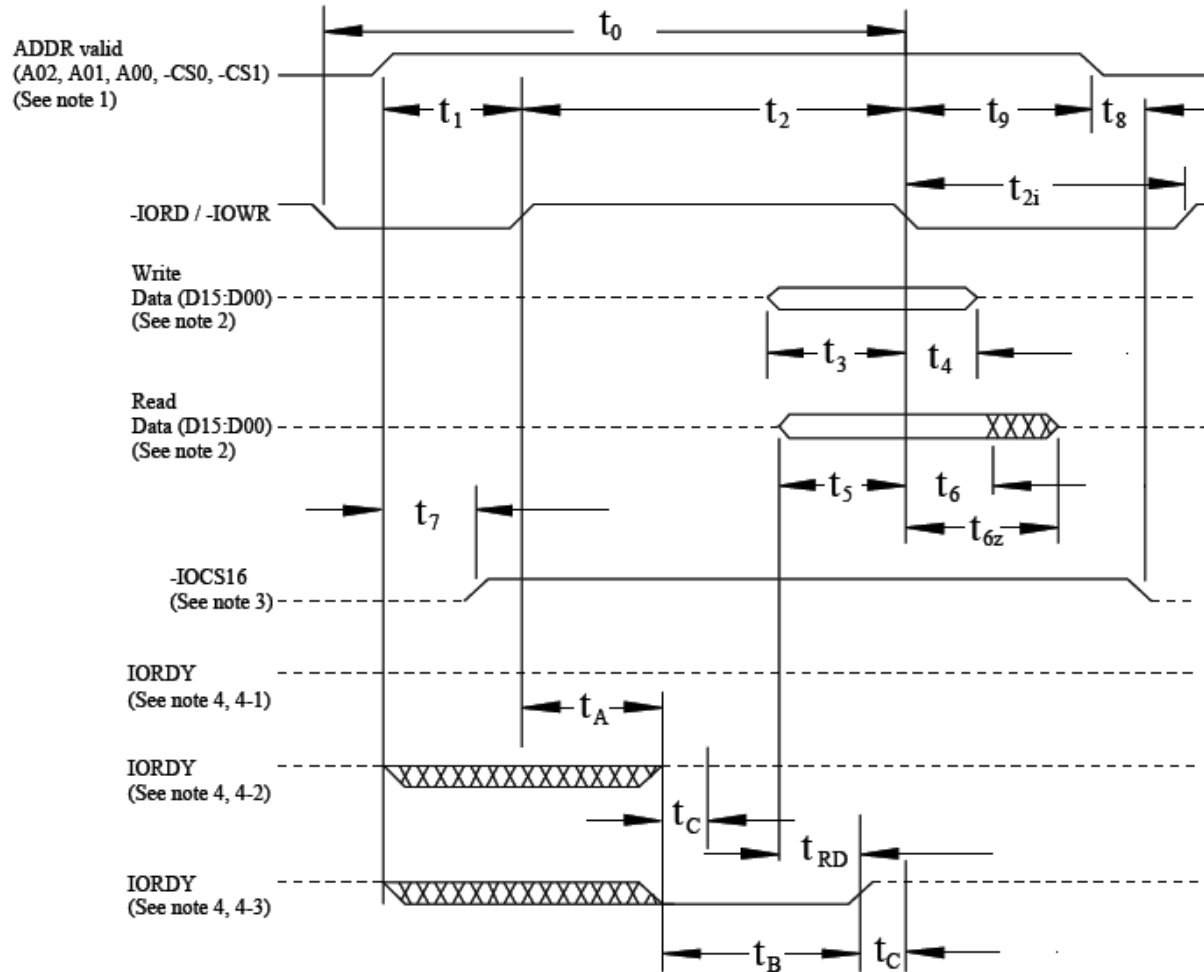 t0
ADDR valid
(A02, A01, A00, -CS0, -CS1)
(See note 1)
t1
t2
t9
t8
t2i
-IORD / -IOWR
Write
Data (D15:D00)
(See note 2)
t3
t4
Read
Data (D15:D00)
(See note 2)
t5
t6
t7
t6z
-IOCS16
(See note 3)
IORDY
(See note 4, 4-1)
tA
IORDY
(See note 4, 4-2)
tC
tRD
IORDY
(See note 4, 4-3)
tB
tC